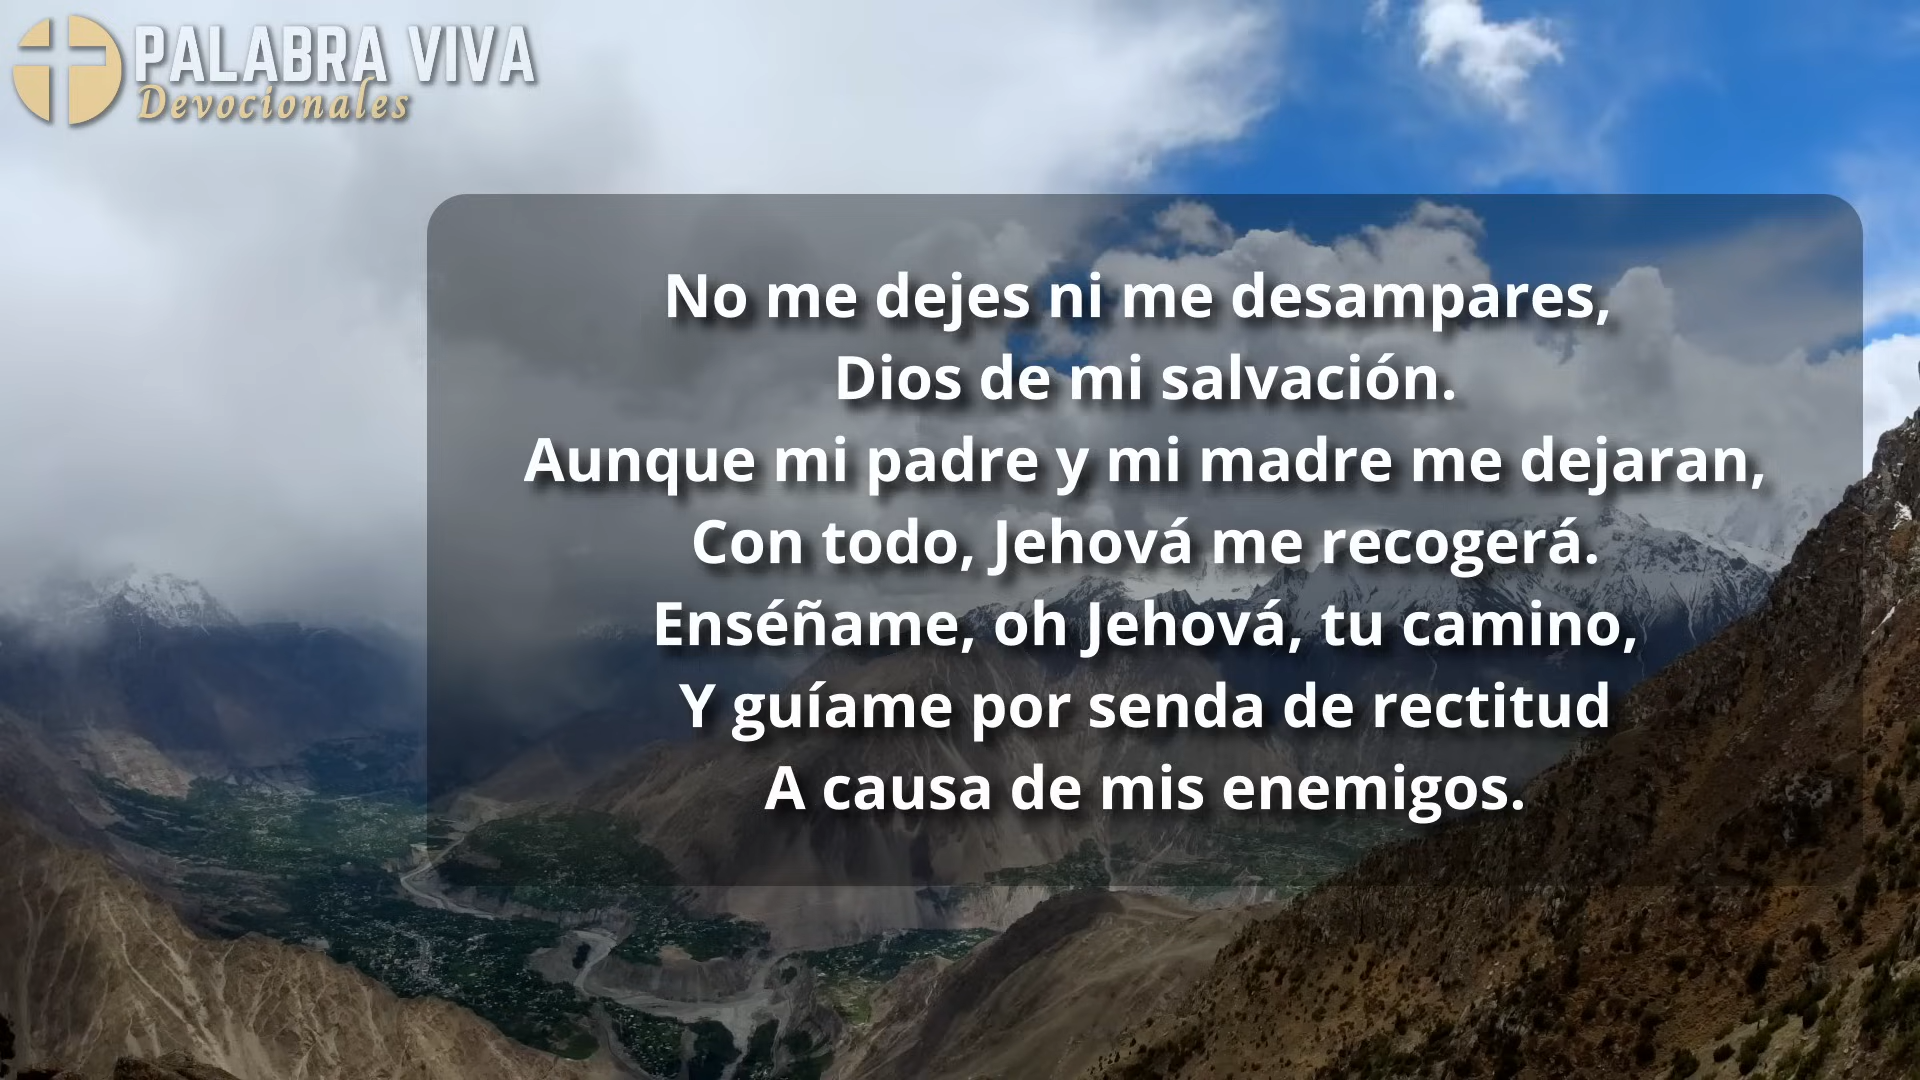 PALABRA VIVA
Devocionales
No me dejes ni me desampares,
Dios de mi salvación.
Aunque mi padre y mi madre me dejaran,
Con todo, Jehová me recogerá.
Enséñame, oh Jehová, tu camino,
Y guíame por senda de rectitud
A causa de mis enemigos.